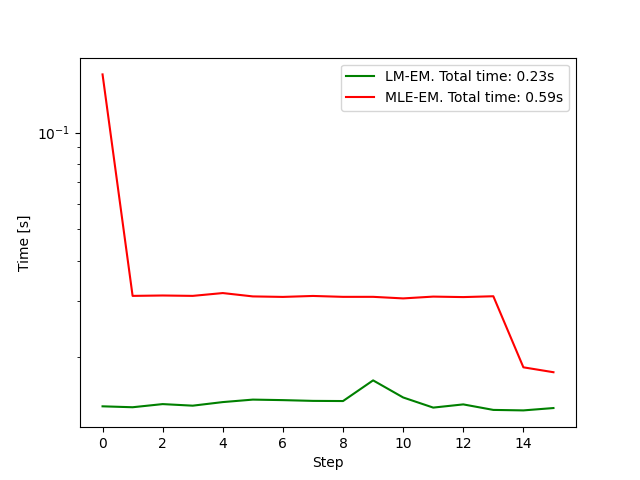 LM-EM. Total time: 0.23s
MLE-EM. Total time: 0.59s
10⁻¹
Time [s]
0 2 4 6 8 10 12 14
Step